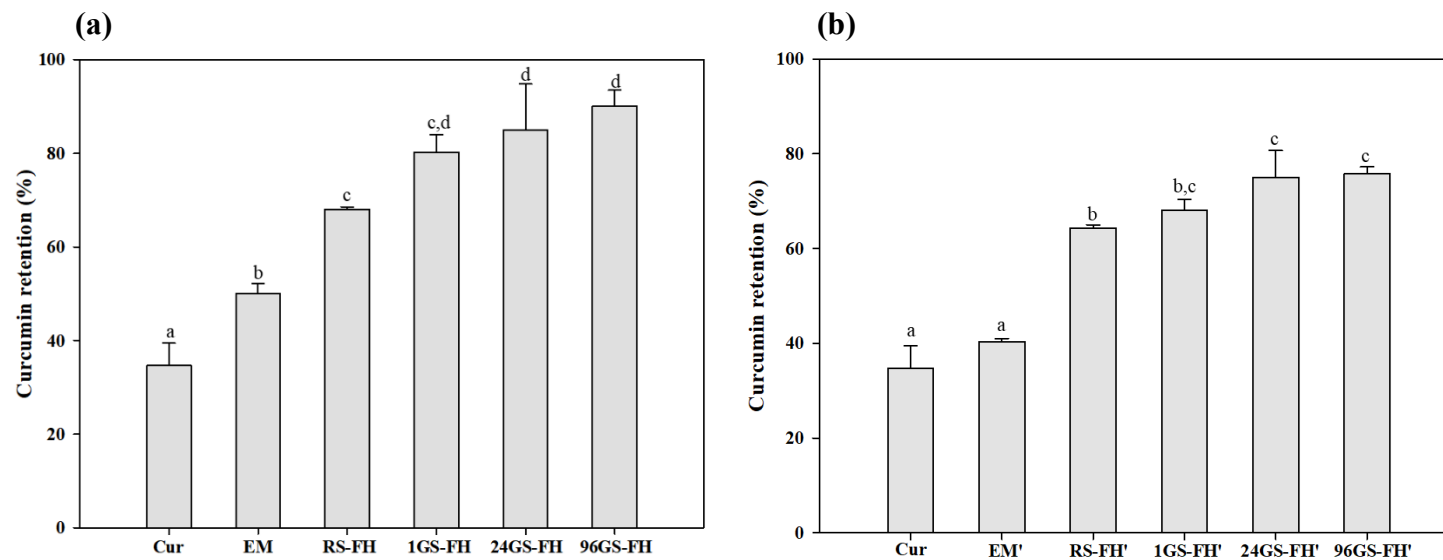 (a)
Curcumin retention (%)
100
80
60
40
20
0
a
b
c
c,d
d
d
Cur EM RS-FH 1GS-FH 24GS-FH 96GS-FH
(b)
Curcumin retention (%)
100
80
60
40
20
0
a
a
b
b,c
c
c
Cur EM' RS-FH' 1GS-FH' 24GS-FH' 96GS-FH'